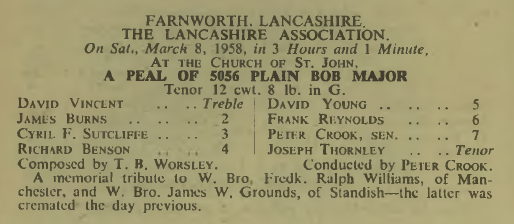 FARNWORTH, LANCASHIRE.
THE LANCASHIRE ASSOCIATION.
On Sat., March 8, 1958, in 3 Hours and 1 Minute,
AT THE CHURCH OF ST. JOHN,
A PEAL OF 5056 PLAIN BOB MAJOR
Tenor 12 cwt. 8 lb. in G.
DAVID VINCENT .. .. Treble
JAMES BURNS .. .. .. 2
CYRIL F. SUTCLIFFE .. .. 3
RICHARD BENSON .. .. 4
DAVID YOUNG .. .. .. 5
FRANK REYNOLDS .. .. 6
PETER CROOK, SEN. .. .. 7
JOSEPH THORNLEY .. .. Tenor
Composed by T. B. WORSLEY. Conducted by PETER CROOK.
A memorial tribute to W. Bro. Fredk. Ralph Williams, of Man-
chester, and W. Bro. James W. Grounds, of Standish—the latter was
cremated the day previous.